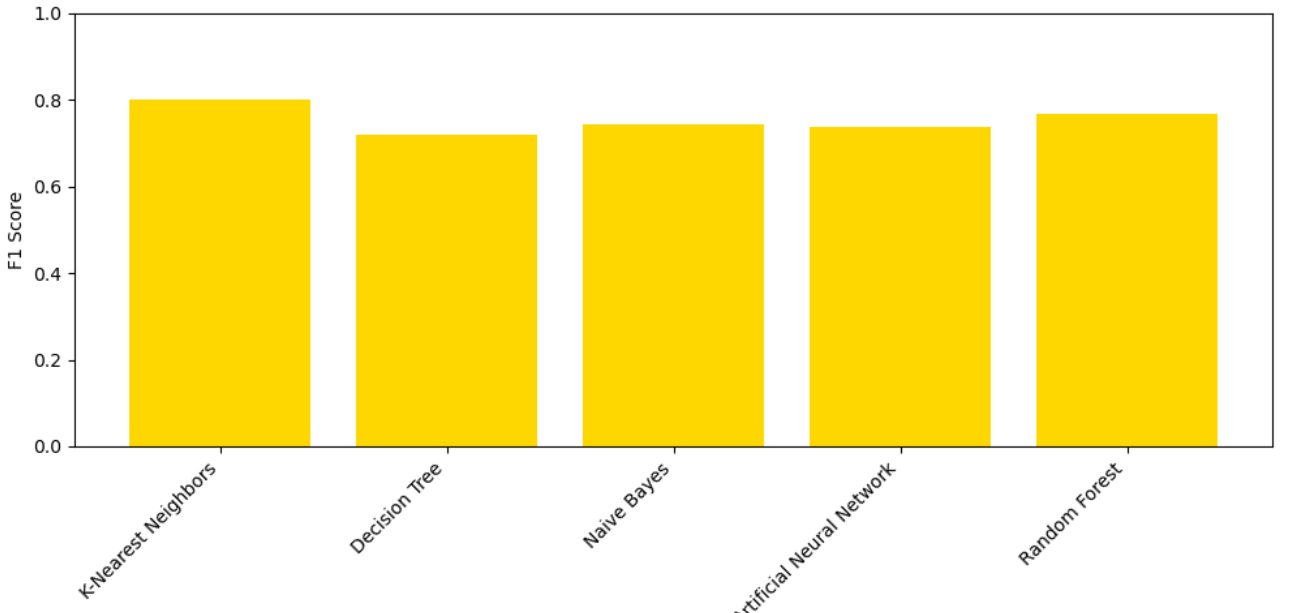 1.0
0.8
0.6
0.4
0.2
0.0
F1 Score
K-Nearest Neighbors
Decision Tree
Naive Bayes
Artificial Neural Network
Random Forest